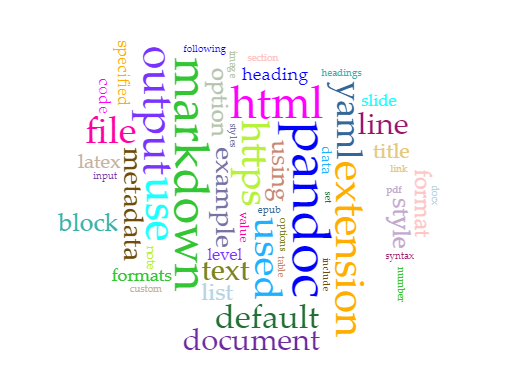 following
specified
output
markdown
option
image
section
heading
headings
code
html
yaml
slide
file
https
styles
pandoc
line
latex
input
metadata
use
example
using
data
extension
title
link
format
pdf
docx
style
block
note
value
epub
used
options
set
syntax
level
formats
custom
text
list
table
include
number
default
document